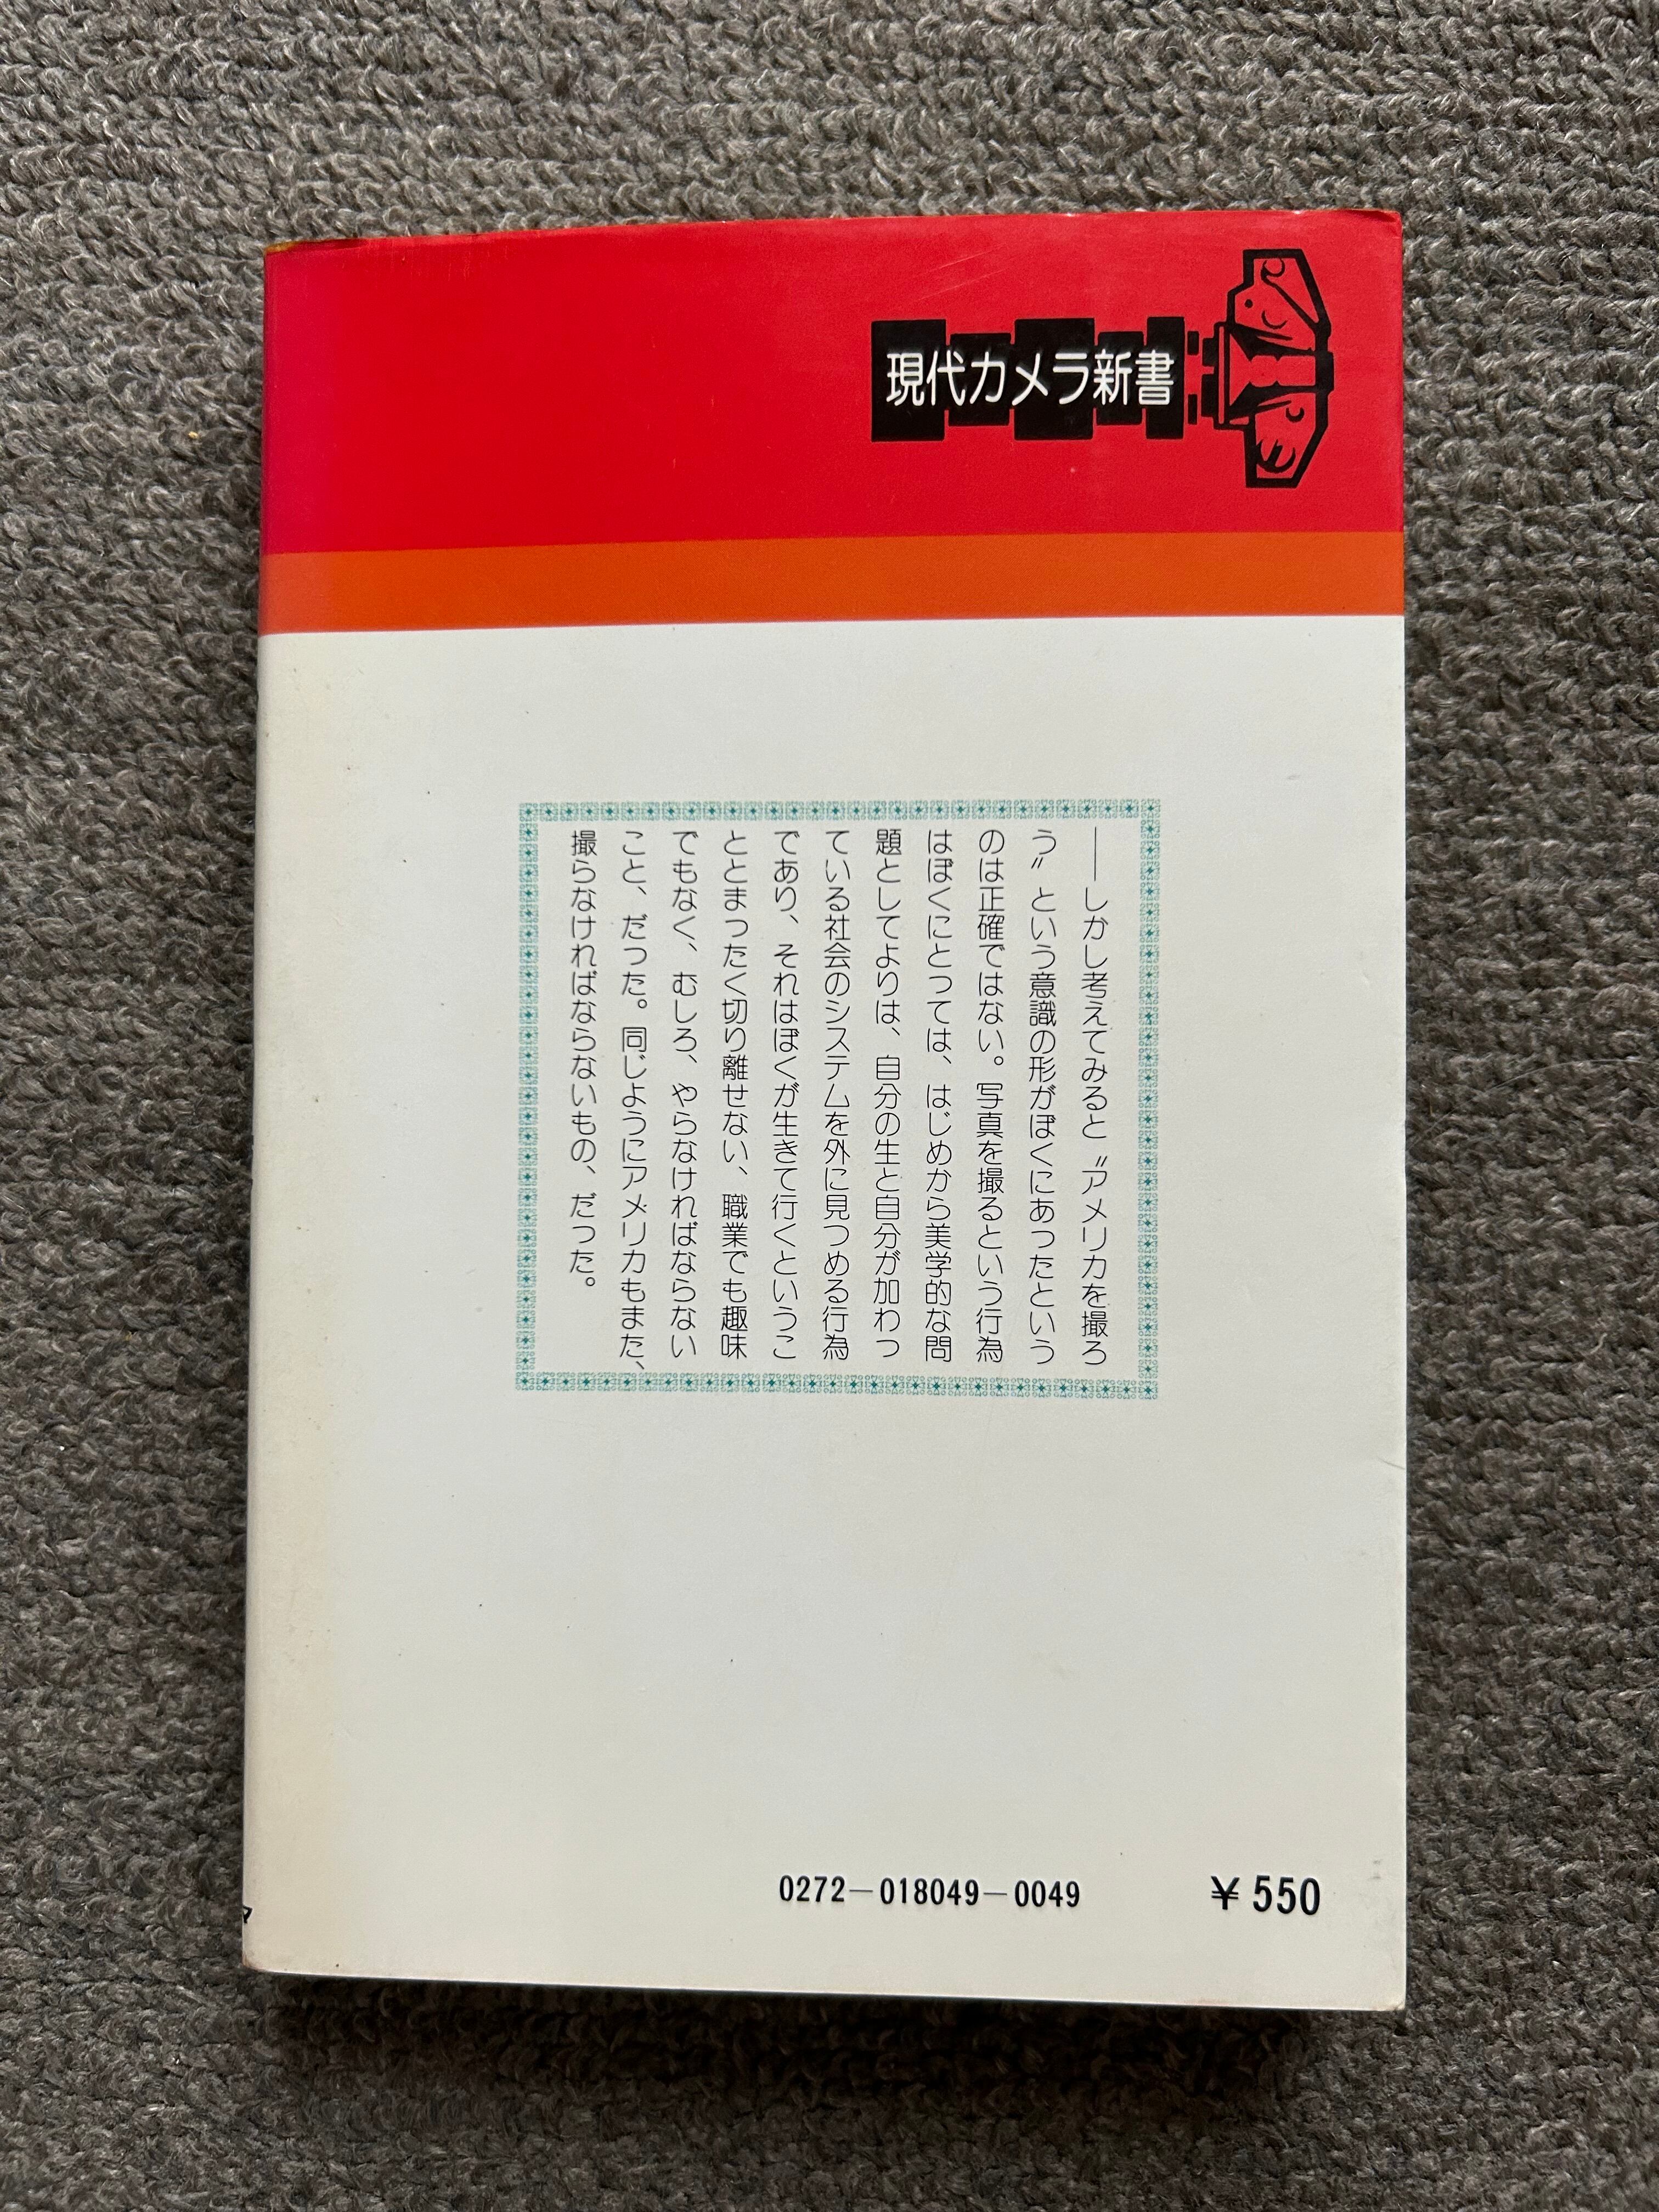 現代カメラ新書
――しかし考えてみると〝アメリカを撮ろ
う〟という意識の形がぼくにあったという
のは正確ではない。写真を撮るという行為
はぼくにとっては、はじめから美学的な問
題としてよりは、自分の生と自分が加わっ
ている社会のシステムを外に見つめる行為
であり、それはぼくが生きて行くというこ
ととまったく切り離せない、職業でも趣味
でもなく、むしろ、やらなければならない
こと、だった。同じようにアメリカもまた、
撮らなければならないもの、だった。
0272-018049-0049
¥550